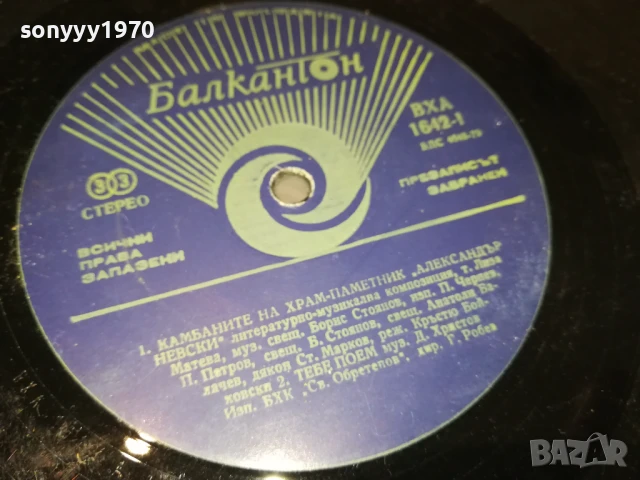 sonyyy1970
Балкантон
ВХА
1642-1
БДС
33
СТЕРЕО
ВСИЧКИ
ПРАВА
ЗАПАЗЕНИ
ПРЕЗАПИСЪТ
ЗАБРАНЕН
1. КАМБАНИТЕ НА ХРАМ-ПАМЕТНИК „АЛЕКСАНДЪР
НЕВСКИ" литературно-музикална композиция, т. Лиза
Матева, муз. свещ. Борис Стоянов, изп. П. Червен,
П. Петров, свещ. В. Стоянов, свещ. Анатоли Ба-
лачев, дякон Ст. Марков, реж. Кръстю
ковски 2. ТЕБЕ ПОЕМ муз. Д. Христов
Изп. БХК „Св. Обретенов", дир. Г. Робев
BAZAR